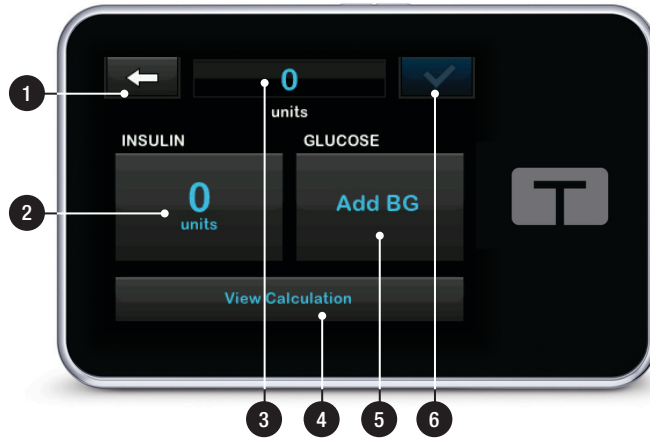 0
units
INSULIN
GLUCOSE
0
units
Add BG
View Calculation
1
2
3
4
5
6